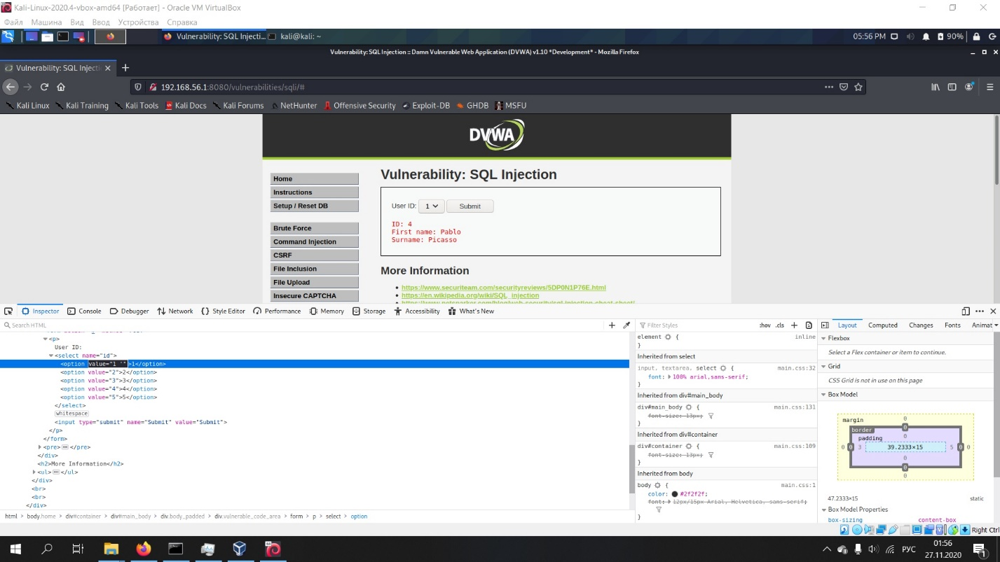 Kali-Linux-2020.4-vbox-amd64 [Работает] - Oracle VM VirtualBox
Файл Машина Вид Ввод Устройства Справка
Vulnerability: SQL Injecti... kali@kali: ~ 05:56 PM 90%
Vulnerability: SQL Injection :: Damn Vulnerable Web Application (DVWA) v1.10 *Development* - Mozilla Firefox
Vulnerability: SQL Injecti
192.168.56.1:8080/vulnerabilities/sqli/#
Kali Linux Kali Training Kali Tools Kali Docs Kali Forums NetHunter Offensive Security Exploit-DB GHDB MSFU
DVWA
Vulnerability: SQL Injection
Home
Instructions
Setup / Reset DB
Brute Force
Command Injection
CSRF
File Inclusion
File Upload
Insecure CAPTCHA
User ID: 1 Submit
ID: 4
First name: Pablo
Surname: Picasso
More Information
https://www.securiteam.com/securityreviews/5DP0N1P76E.html
https://en.wikipedia.org/wiki/SQL_injection
Inspector Console Debugger Network Style Editor Performance Memory Storage Accessibility What's New
Search HTML
<p>
User ID:
<select name="id">
<option value="1 '">1</option>
<option value="2">2</option>
<option value="3">3</option>
<option value="4">4</option>
<option value="5">5</option>
</select>
whitespace
<input type="submit" name="Submit" value="Submit">
</p>
</form>
<pre></pre>
</div>
<h2>More Information</h2>
<ul></ul>
</div>
<br>
<br>
</div>
html body.home div#container div#main_body div.body_padded div.vulnerable_code_area form p select option
Filter Styles :hov .cls
element { inline
}
Inherited from select
input, textarea, select { main.css:32
font: 100% arial,sans-serif;
}
Inherited from div#main_body
div#main_body { main.css:131
font-size: 13px;
}
Inherited from div#container
div#container { main.css:109
font-size: 13px;
}
Inherited from body
body { main.css:1
color: #2f2f2f;
font: 12px/15px Arial, Helvetica, sans-serif;
}
Layout Computed Changes Fonts Animat
Flexbox
Select a Flex container or item to continue.
Grid
CSS Grid is not in use on this page
Box Model
margin 0
border 0
padding 0
0 0 3 39.2333×15 5 0 0
0
0
0
47.2333×15 static
Box Model Properties
box-sizing content-box
Right Ctrl
РУС
01:56
27.11.2020
1